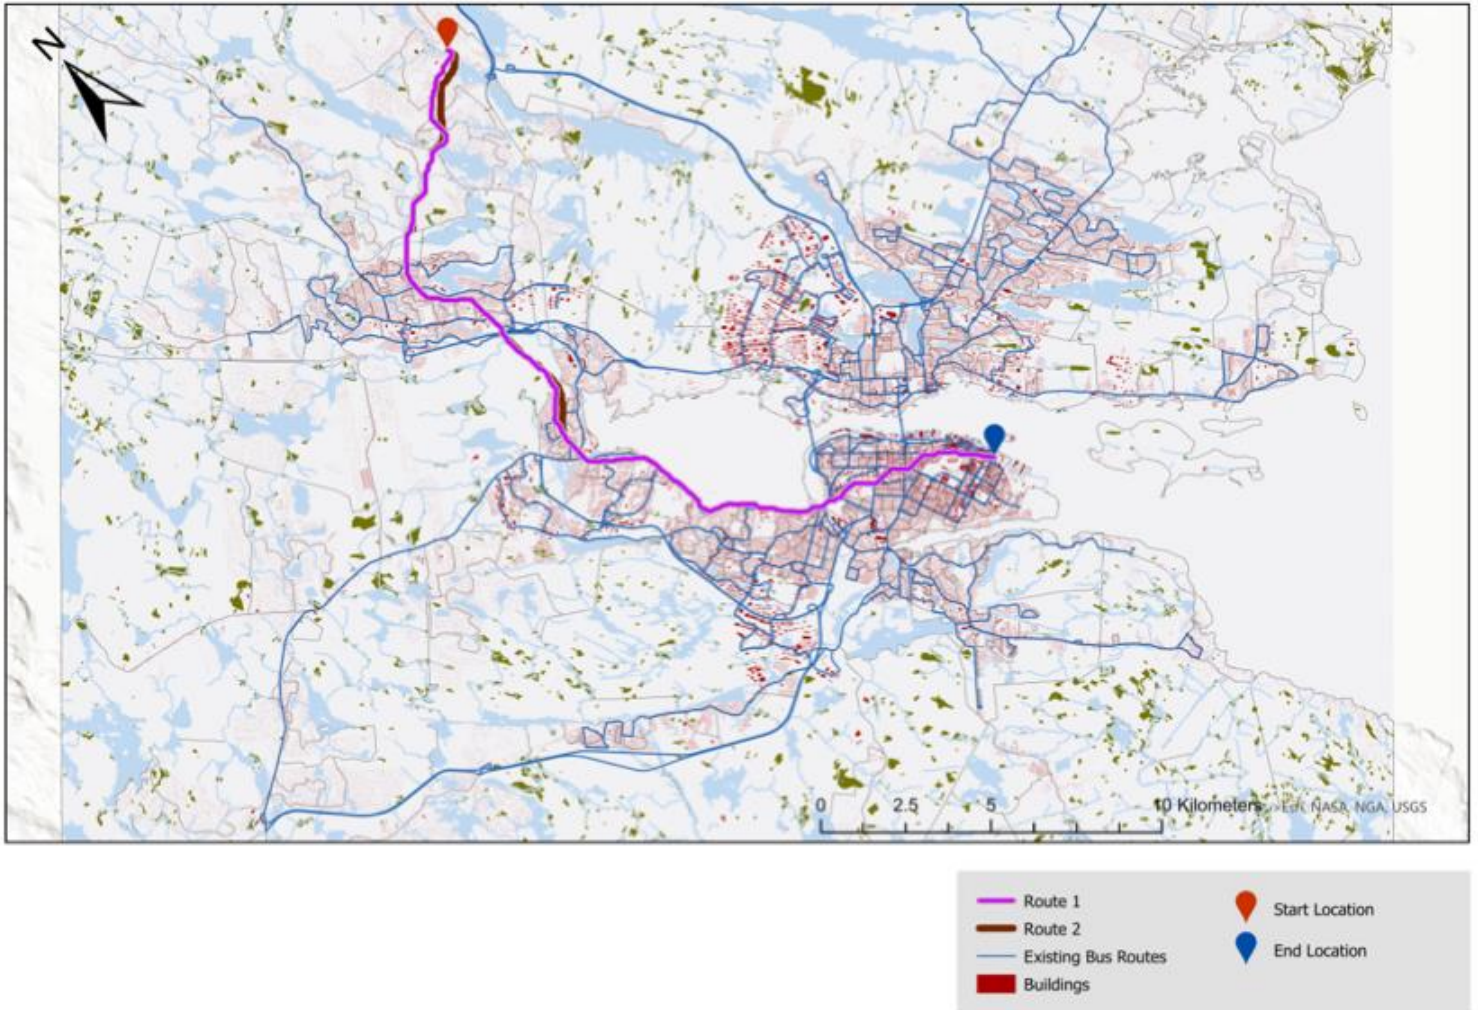 N
0 2.5 5 10 Kilometers Esri, NASA, NGA, USGS
Route 1
Route 2
Existing Bus Routes
Buildings
Start Location
End Location